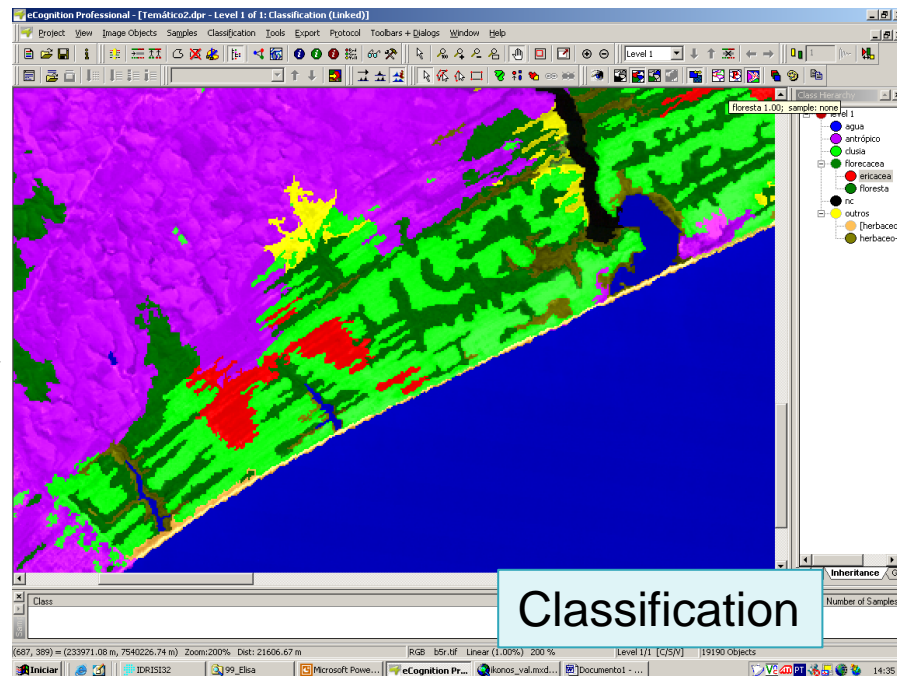 eCognition Professional - [Temático2.dpr - Level 1 of 1: Classification (Linked)]
Project View Image Objects Samples Classification Tools Export Protocol Toolbars + Dialogs Window Help
Level 1
1
Class Hierarchy
floresta 1.00; sample: none
level 1
agua
antrópico
clusia
florecacea
ericacea
floresta
nc
outros
[herbaceo
herbaceo-
Inheritance
Class
Number of Samples
Classification
(687, 389) = (233971.08 m, 7540226.74 m) Zoom:200% Dist: 21606.67 m
RGB b5r.tif Linear (1.00%) 200 %
Level 1/1 [C/S/V]
19190 Objects
Iniciar
IDRISI32
99_Elisa
Microsoft Powe...
eCognition Pr...
ikonos_val.mxd...
Documento1 - ...
PT
14:35